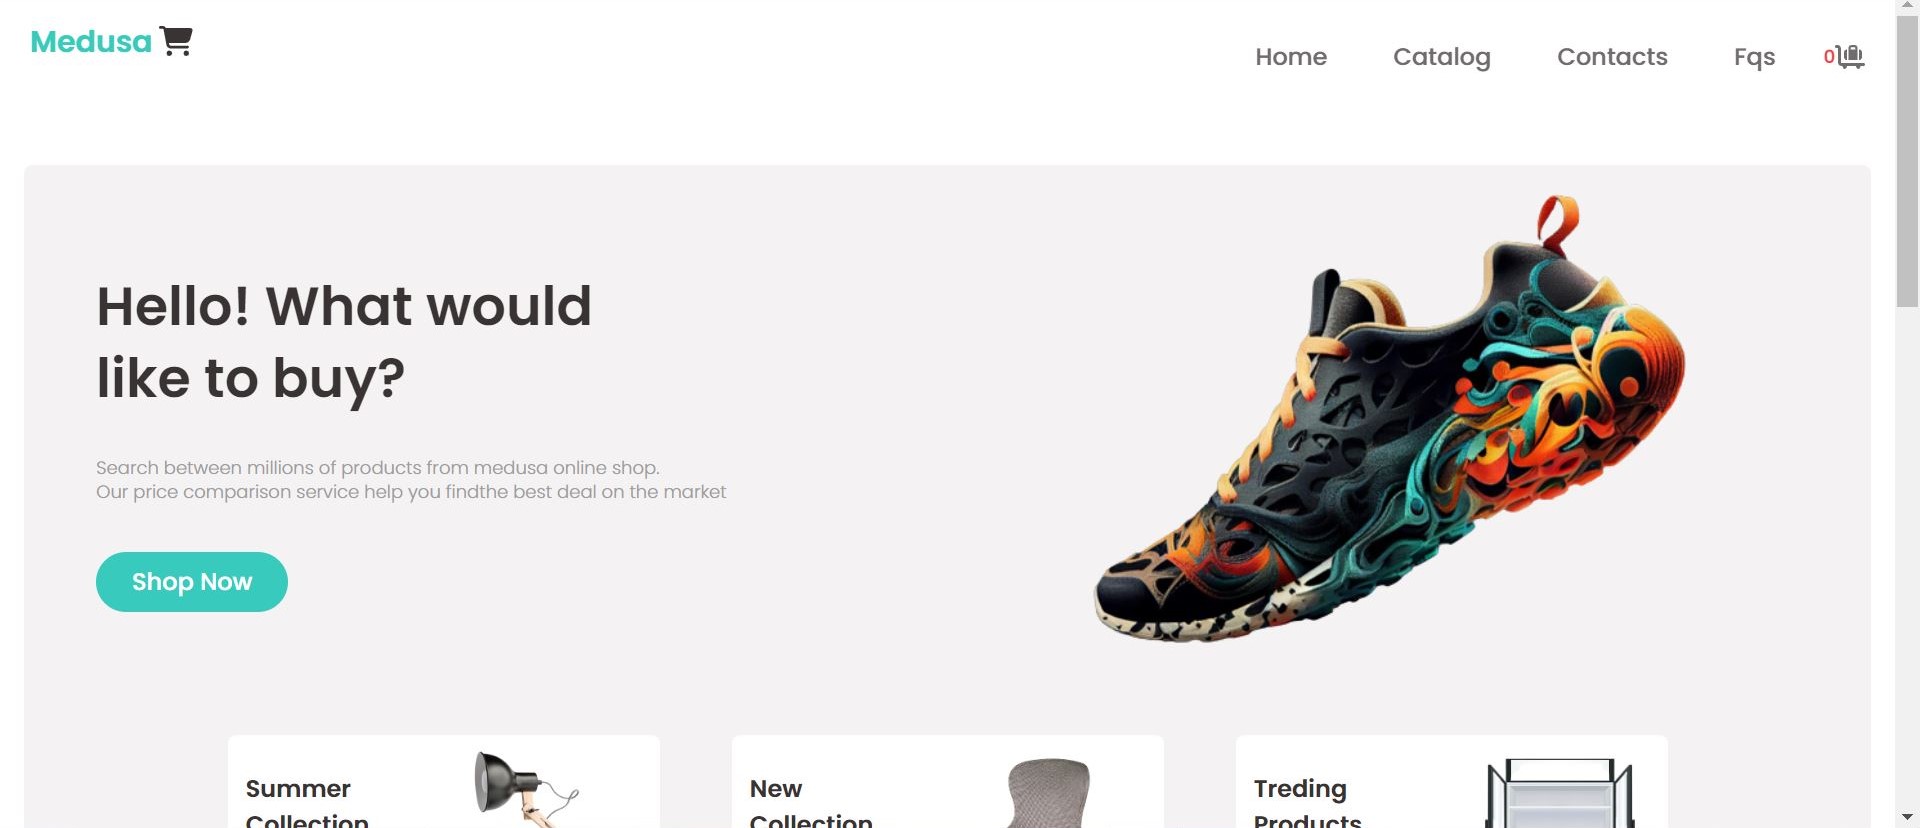 Medusa
Home Catalog Contacts Fqs 0
Hello! What would
like to buy?
Search between millions of products from medusa online shop.
Our price comparison service help you findthe best deal on the market
Shop Now
Summer
Collection
New
Collection
Treding
Products